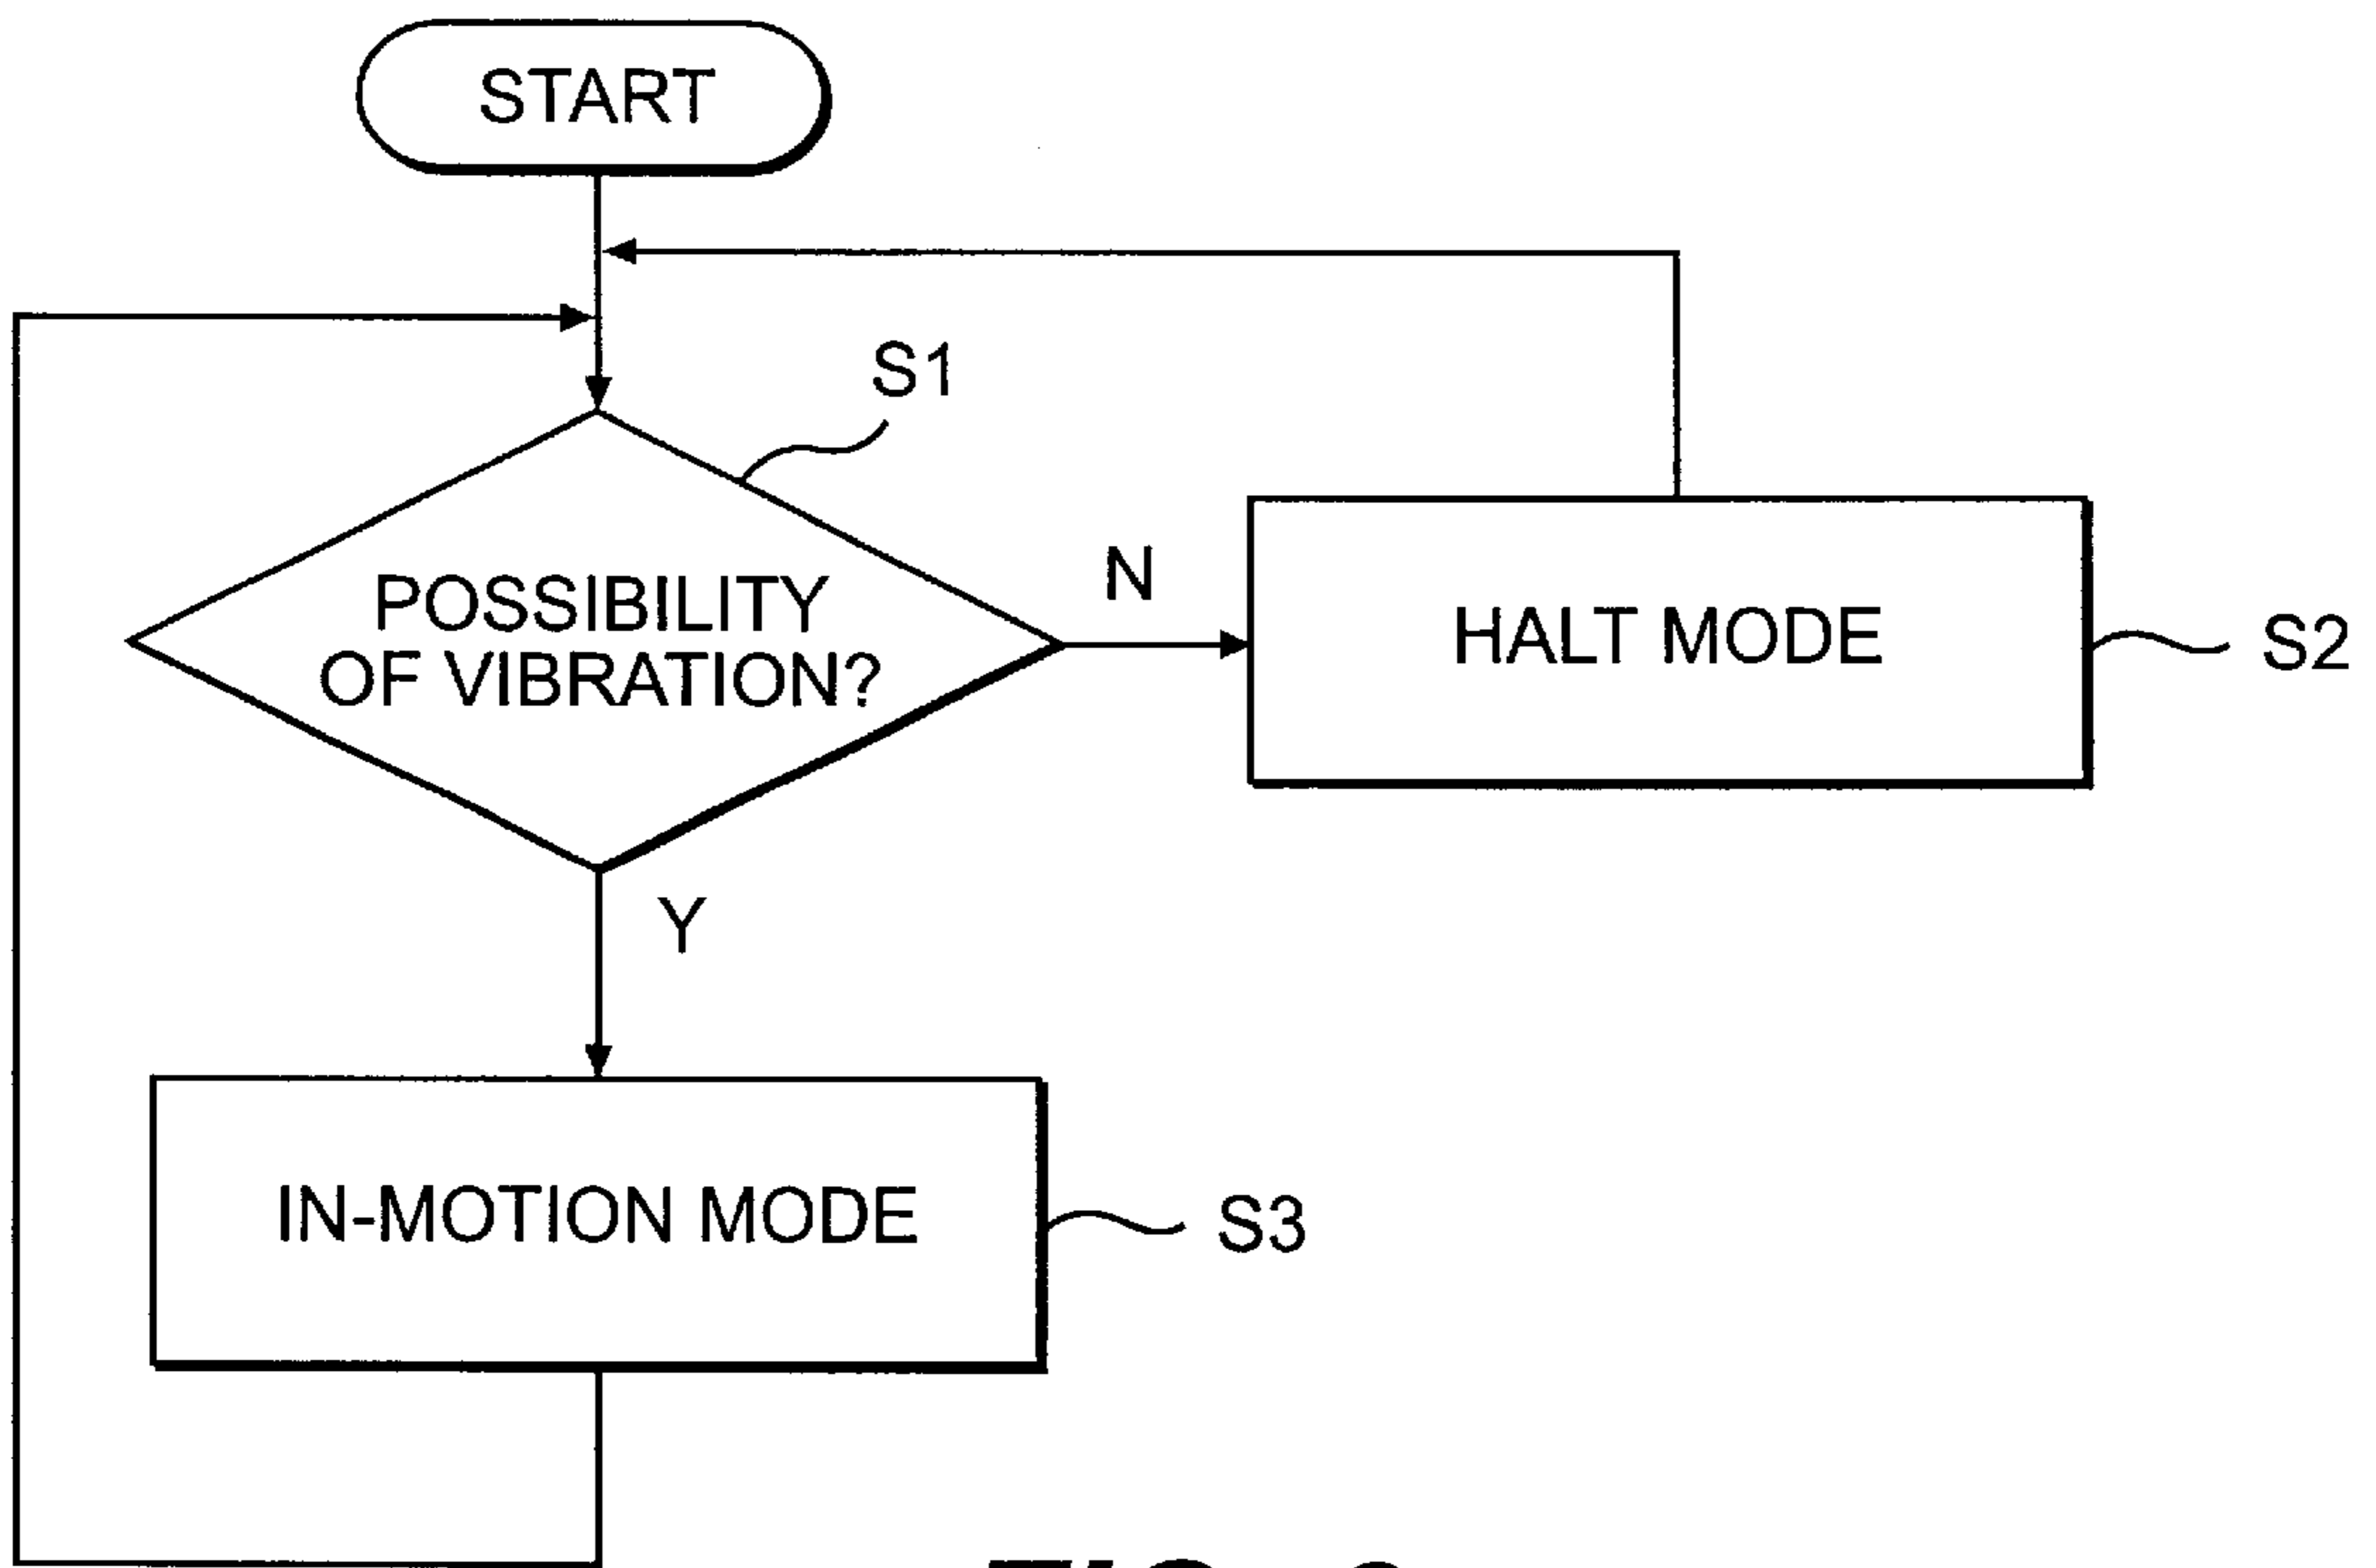 START
S1
POSSIBILITY
OF VIBRATION?
N
HALT MODE
S2
Y
IN-MOTION MODE
S3